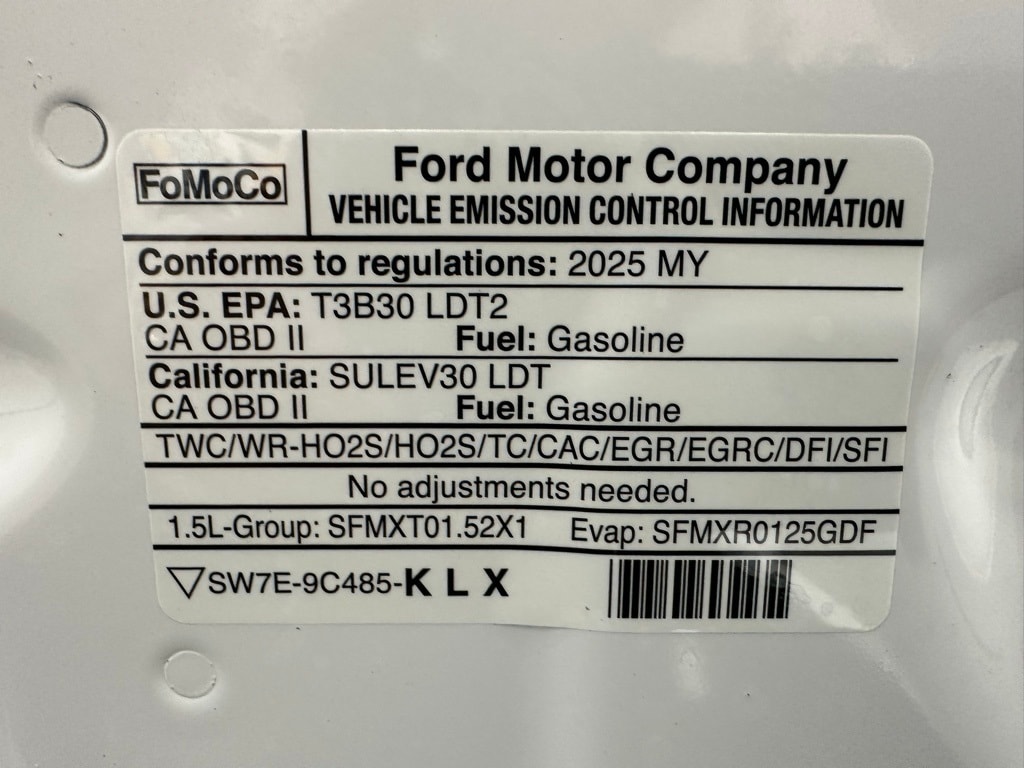 FoMoCo
Ford Motor Company
VEHICLE EMISSION CONTROL INFORMATION
Conforms to regulations: 2025 MY
U.S. EPA: T3B30 LDT2
CA OBD II Fuel: Gasoline
California: SULEV30 LDT
CA OBD II Fuel: Gasoline
TWC/WR-HO2S/HO2S/TC/CAC/EGR/EGRC/DFI/SFI
No adjustments needed.
1.5L-Group: SFMXT01.52X1 Evap: SFMXR0125GDF
SW7E-9C485-K L X